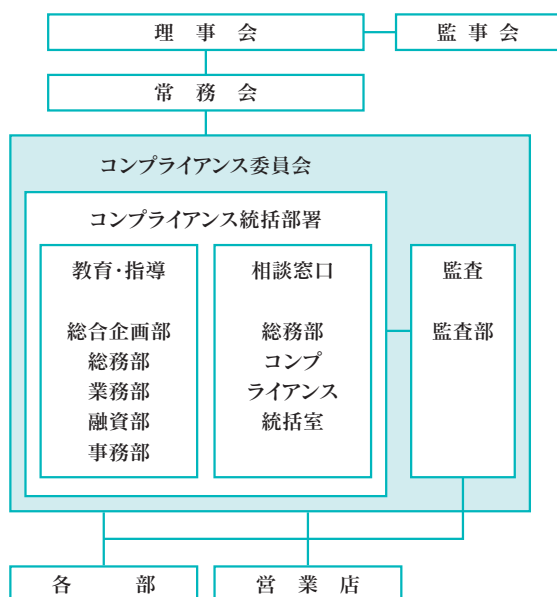 理事会
監事会
常務会
コンプライアンス委員会
コンプライアンス統括部署
教育・指導
総合企画部
総務部
業務部
融資部
事務部
相談窓口
総務部
コンプ
ライアンス
統括室
監査
監査部
各部
営業店